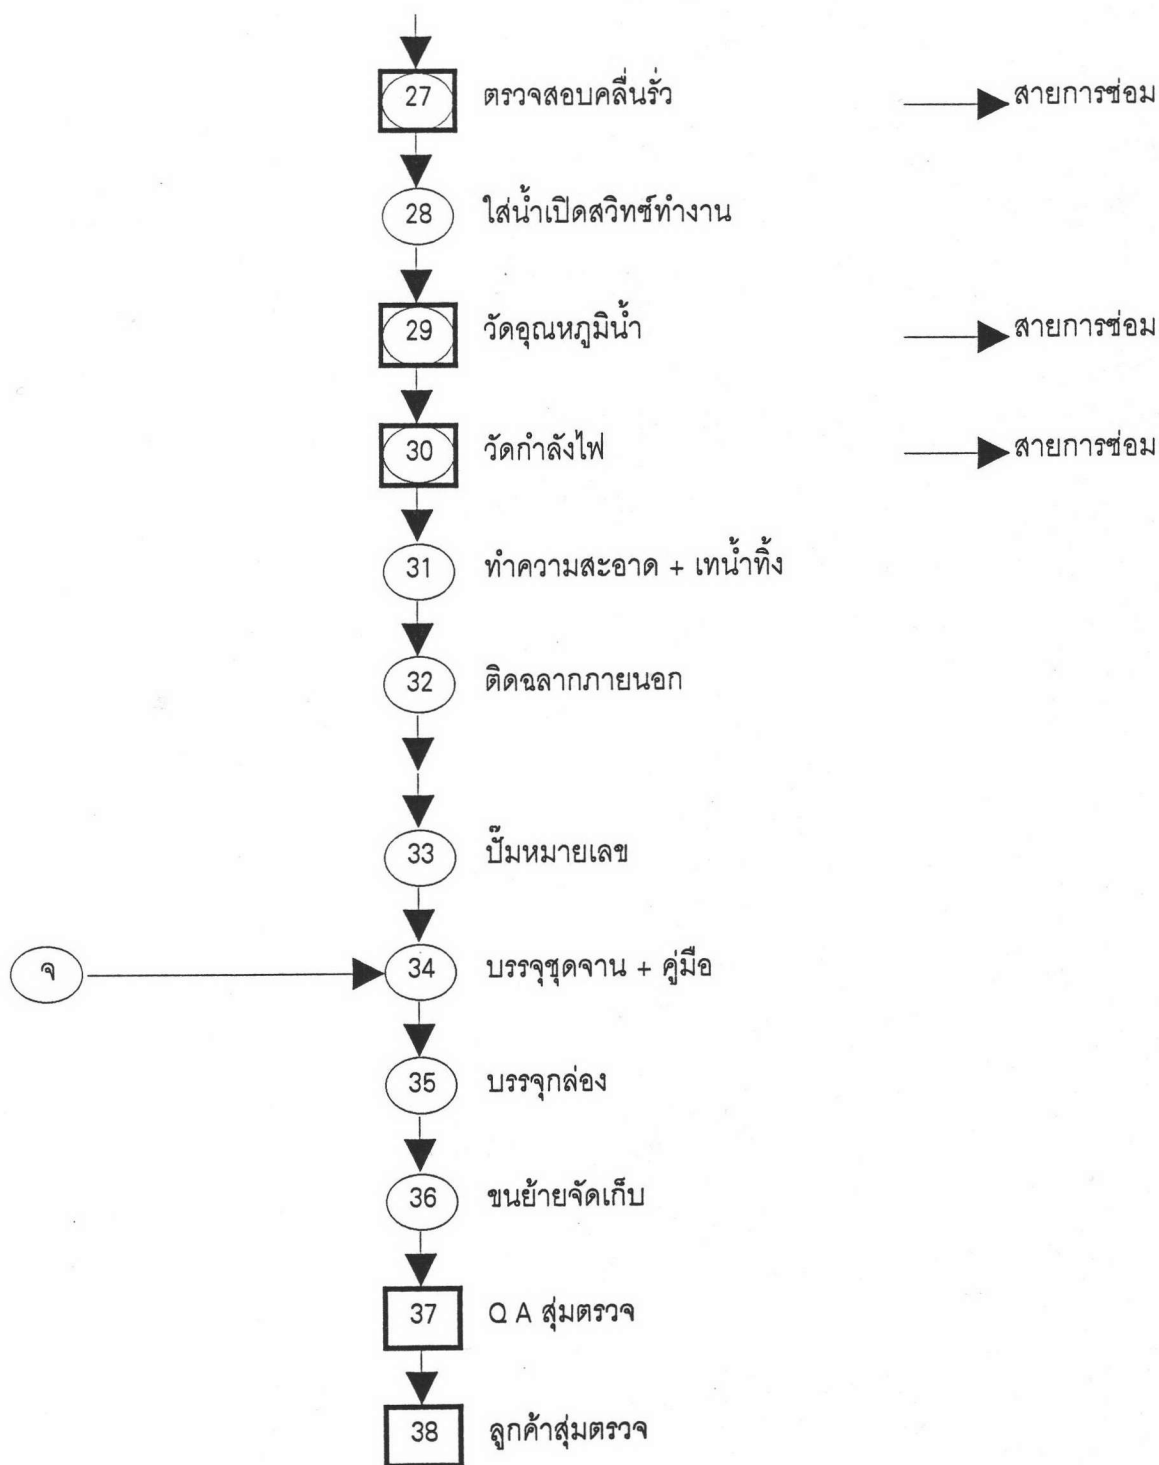 27 ตรวจสอบคลื่นรั่ว สายการซ่อม
28 ใส่น้ำเปิดสวิทซ์ทำงาน
29 วัดอุณหภูมิน้ำ สายการซ่อม
30 วัดกำลังไฟ สายการซ่อม
31 ทำความสะอาด + เทน้ำทิ้ง
32 ติดฉลากภายนอก
33 ปั๊มหมายเลข
จ 34 บรรจุชุดจาน + คู่มือ
35 บรรจุกล่อง
36 ขนย้ายจัดเก็บ
37 Q A สุ่มตรวจ
38 ลูกค้าสุ่มตรวจ